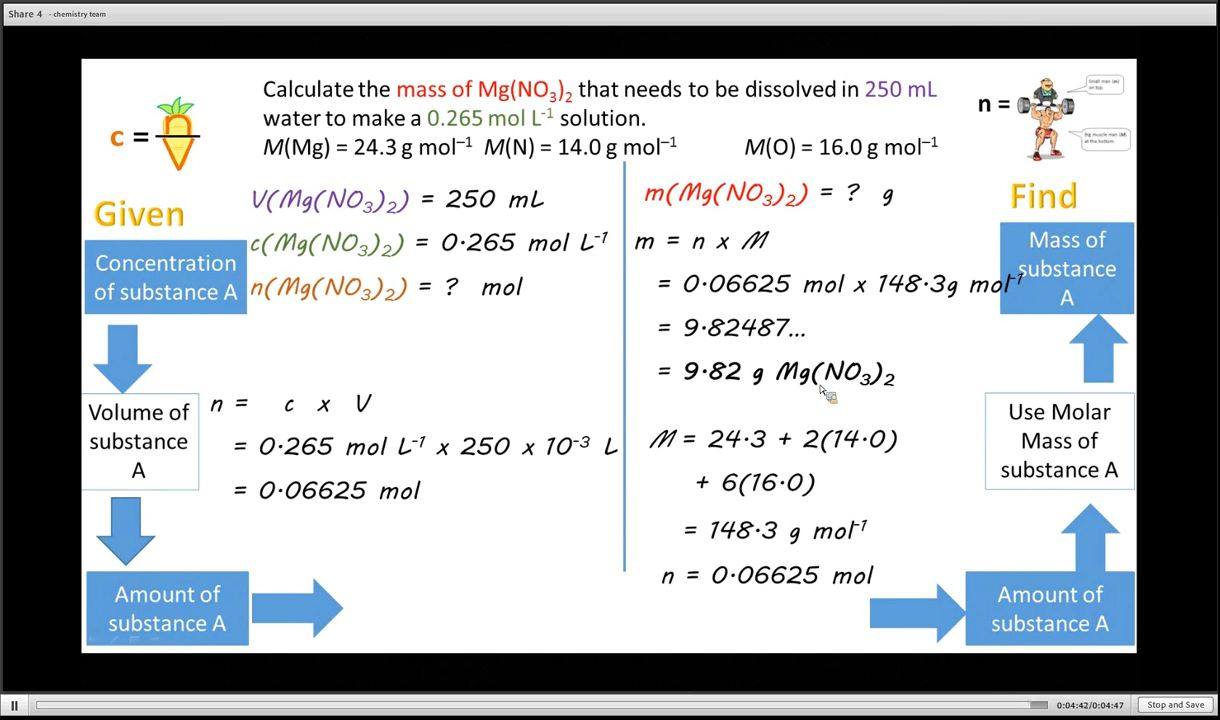 Share 4 - chemistry team
Calculate the mass of Mg(NO₃)₂ that needs to be dissolved in 250 mL
water to make a 0.265 mol L⁻¹ solution.
M(Mg) = 24.3 g mol⁻¹ M(N) = 14.0 g mol⁻¹ M(O) = 16.0 g mol⁻¹
c =
n =
Small man (m)
on top.
Big muscle man (M)
at the bottom.
Given
V(Mg(NO₃)₂) = 250 mL
c(Mg(NO₃)₂) = 0.265 mol L⁻¹
n(Mg(NO₃)₂) = ? mol
Concentration
of substance A
Volume of
substance
A
Amount of
substance A
n = c x V
= 0.265 mol L⁻¹ x 250 x 10⁻³ L
= 0.06625 mol
m(Mg(NO₃)₂) = ? g
m = n x M
= 0.06625 mol x 148.3g mol⁻¹
= 9.82487...
= 9.82 g Mg(NO₃)₂
M = 24.3 + 2(14.0)
+ 6(16.0)
= 148.3 g mol⁻¹
n = 0.06625 mol
Find
Mass of
substance
A
Use Molar
Mass of
substance A
Amount of
substance A
0:04:42/0:04:47
Stop and Save